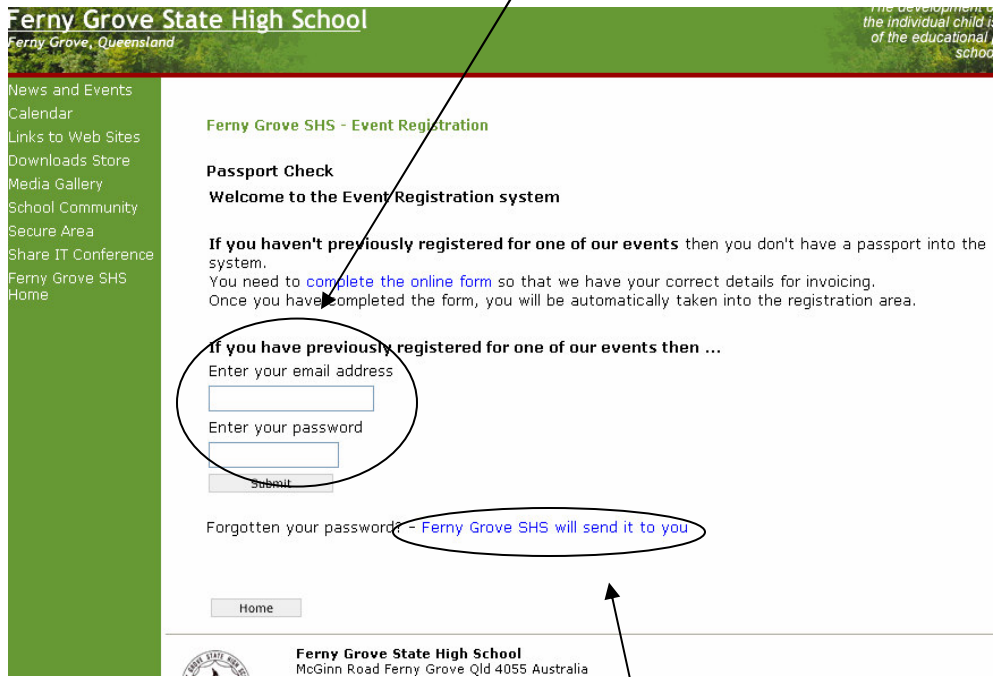 Ferny Grove State High School
Ferny Grove, Queensland
The development of
the individual child is
of the educational
school
News and Events
Calendar
Links to Web Sites
Downloads Store
Media Gallery
School Community
Secure Area
Share IT Conference
Ferny Grove SHS
Home
Ferny Grove SHS - Event Registration
Passport Check
Welcome to the Event Registration system
If you haven't previously registered for one of our events then you don't have a passport into the
system.
You need to complete the online form so that we have your correct details for invoicing.
Once you have completed the form, you will be automatically taken into the registration area.
If you have previously registered for one of our events then ...
Enter your email address
Enter your password
Submit
Forgotten your password? - Ferny Grove SHS will send it to you
Home
Ferny Grove State High School
McGinn Road Ferny Grove Qld 4055 Australia